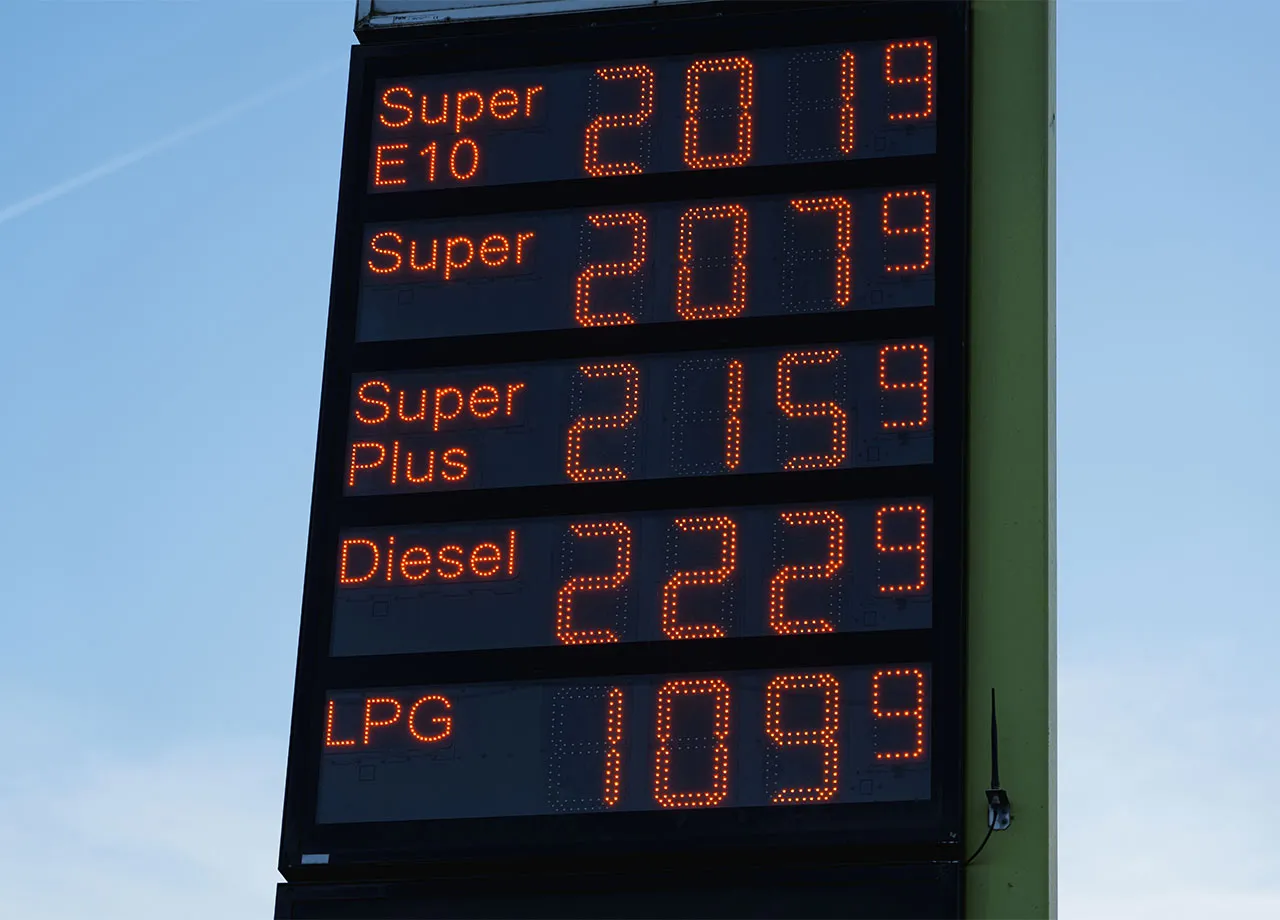 Super 201⁹
E10
Super 207⁹
Super 215⁹
Plus
Diesel 222⁹
LPG 109⁹